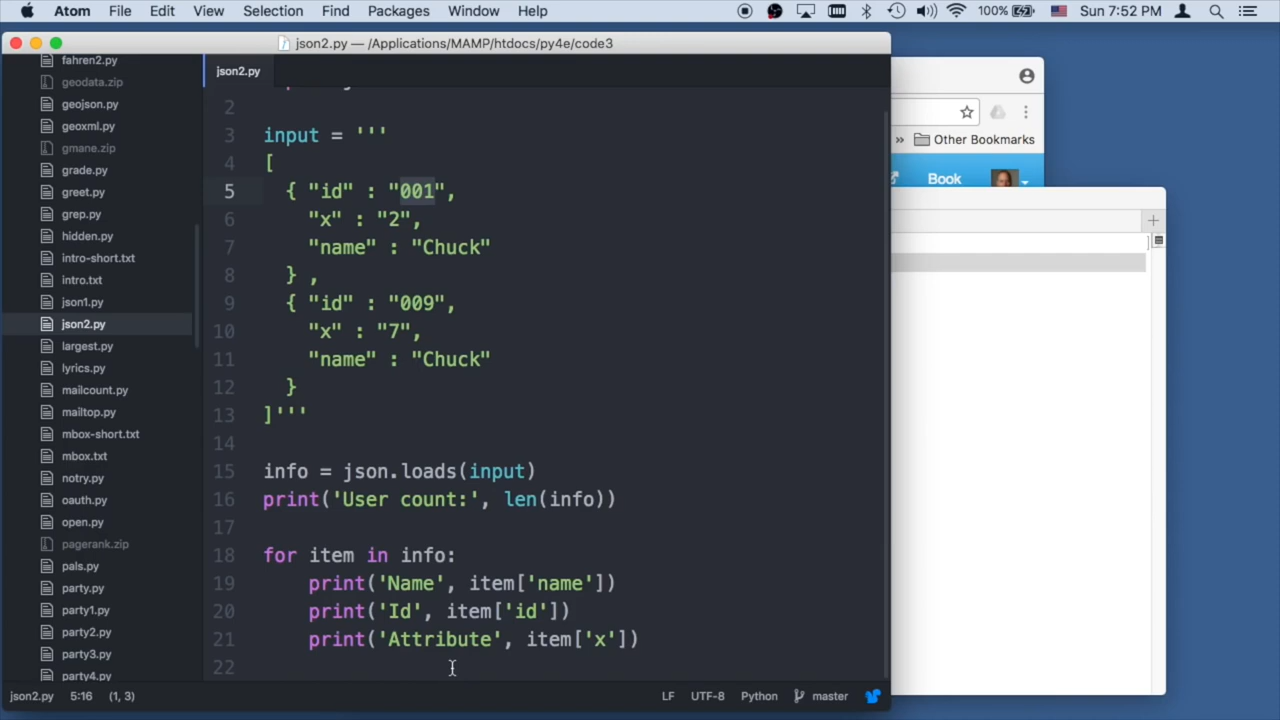 Atom File Edit View Selection Find Packages Window Help 100% Sun 7:52 PM
json2.py — /Applications/MAMP/htdocs/py4e/code3
fahren2.py
geodata.zip
geojson.py
geoxml.py
gmane.zip
grade.py
greet.py
grep.py
hidden.py
intro-short.txt
intro.txt
json1.py
json2.py
largest.py
lyrics.py
mailcount.py
mailtop.py
mbox-short.txt
mbox.txt
notry.py
oauth.py
open.py
pagerank.zip
pals.py
party.py
party1.py
party2.py
party3.py
party4.py
json2.py
2
3 input = '''
4 [
5 { "id" : "001",
6 "x" : "2",
7 "name" : "Chuck"
8 } ,
9 { "id" : "009",
10 "x" : "7",
11 "name" : "Chuck"
12 }
13 ]'''
14
15 info = json.loads(input)
16 print('User count:', len(info))
17
18 for item in info:
19 print('Name', item['name'])
20 print('Id', item['id'])
21 print('Attribute', item['x'])
22
json2.py 5:16 (1, 3) LF UTF-8 Python master
» Other Bookmarks
Book